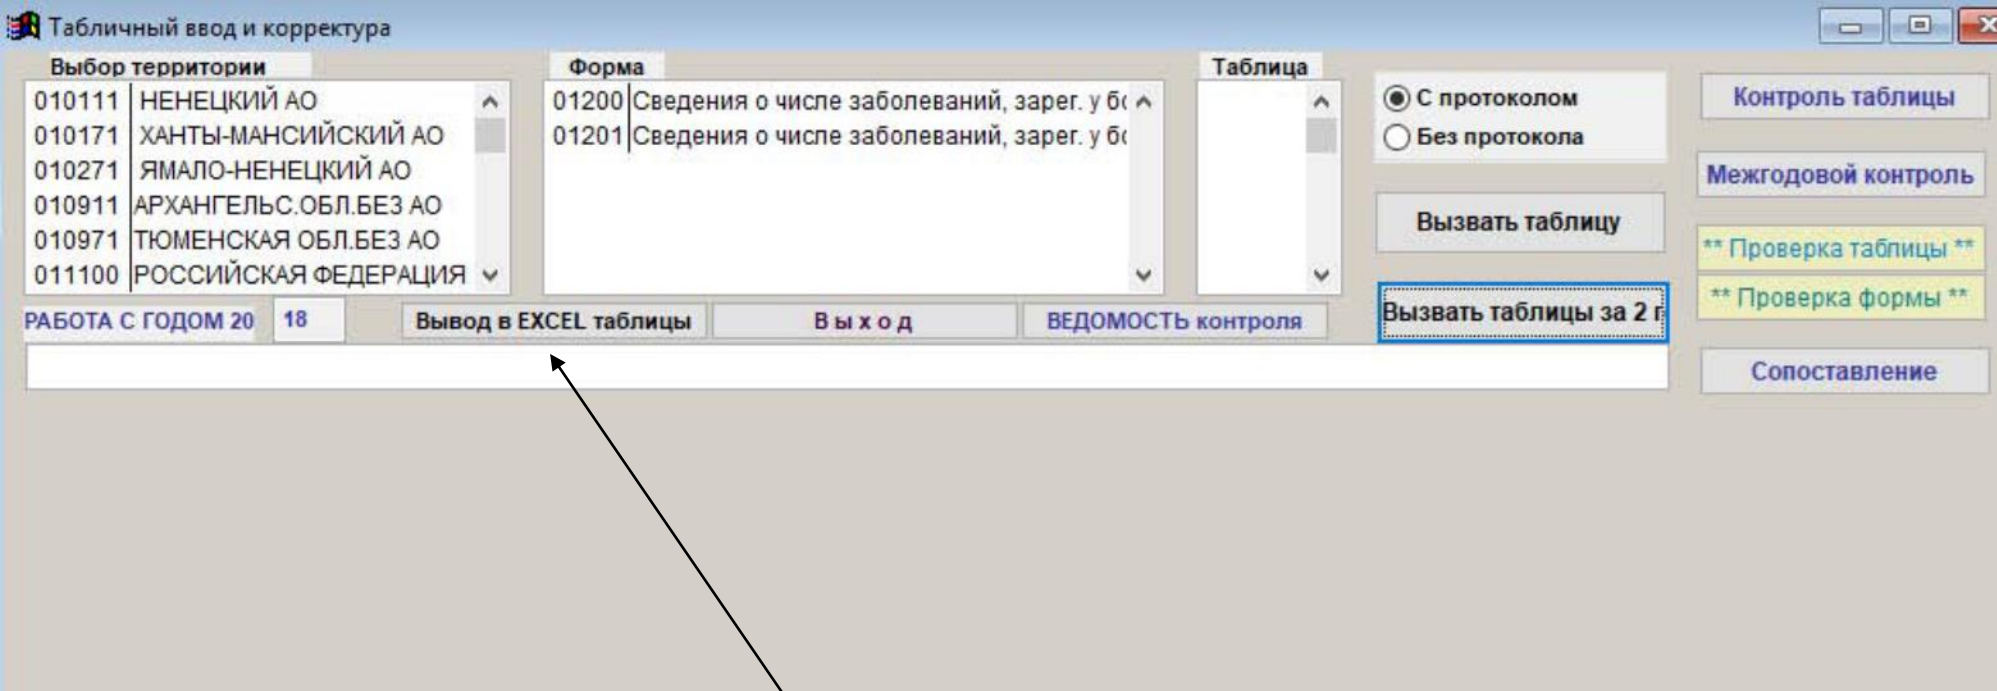 Табличный ввод и корректура
Выбор территории
010111 НЕНЕЦКИЙ АО
010171 ХАНТЫ-МАНСИЙСКИЙ АО
010271 ЯМАЛО-НЕНЕЦКИЙ АО
010911 АРХАНГЕЛЬС.ОБЛ.БЕЗ АО
010971 ТЮМЕНСКАЯ ОБЛ.БЕЗ АО
011100 РОССИЙСКАЯ ФЕДЕРАЦИЯ
Форма
01200 Сведения о числе заболеваний, зарег. у бо
01201 Сведения о числе заболеваний, зарег. у бо
Таблица
С протоколом
Без протокола
Вызвать таблицу
Вызвать таблицы за 2 г
Контроль таблицы
Межгодовой контроль
** Проверка таблицы **
** Проверка формы **
Сопоставление
РАБОТА С ГОДОМ 20 18
Вывод в EXCEL таблицы
В ы х о д
ВЕДОМОСТЬ контроля